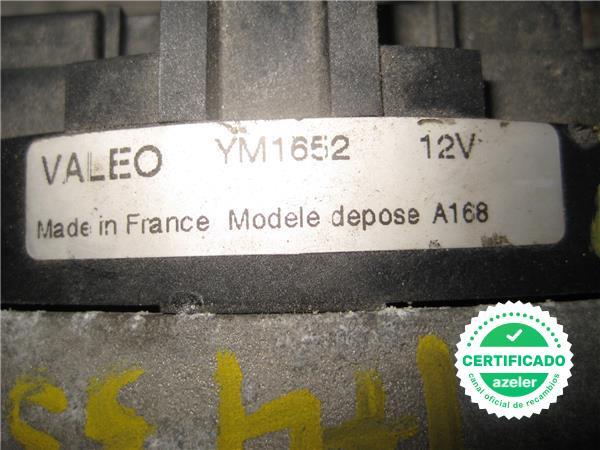 VALEO YM1652 12V
Made in France Modele depose A168
CERTIFICADO
azeler
canal oficial de recambios